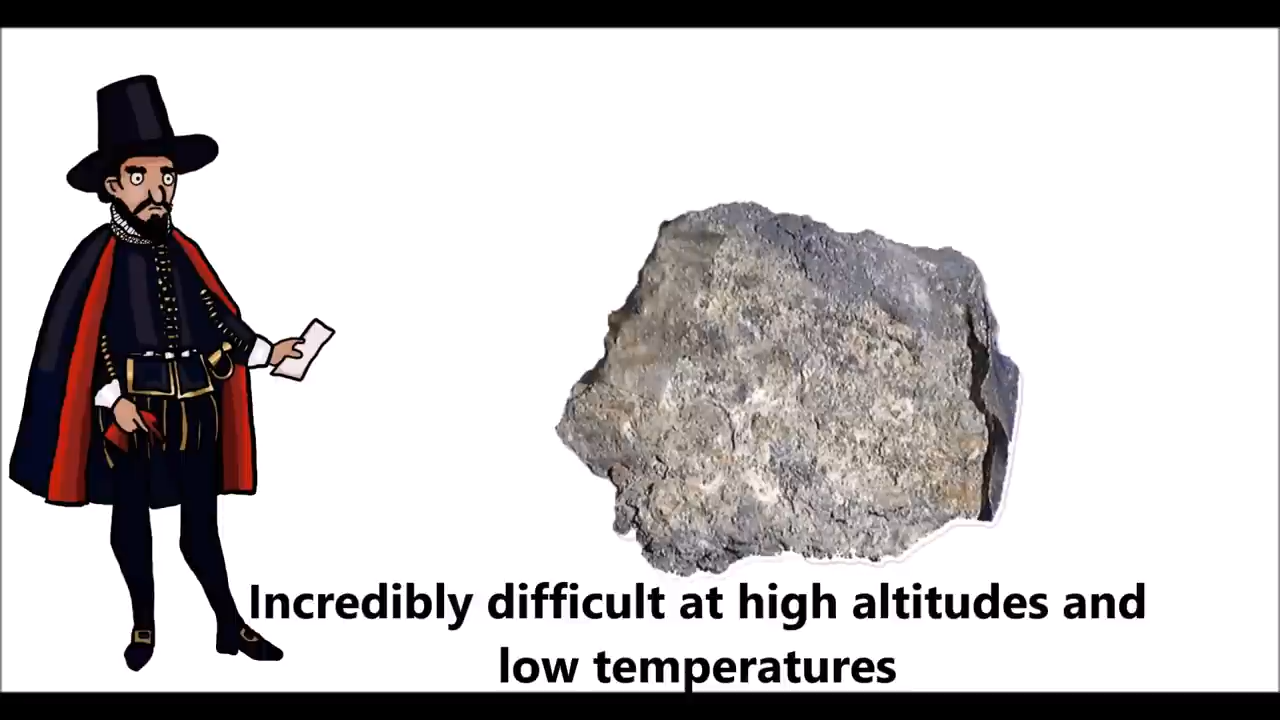 Incredibly difficult at high altitudes and
low temperatures